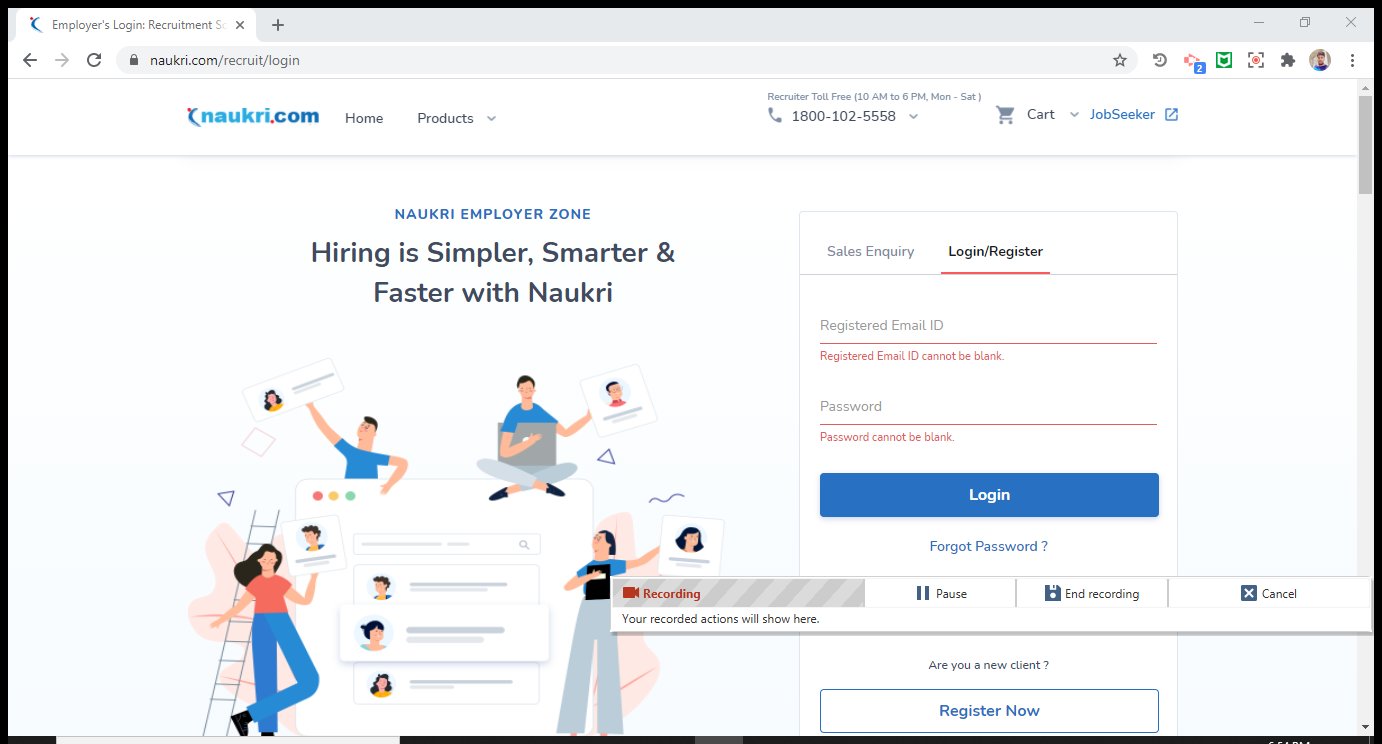 Employer's Login: Recruitment So
naukri.com/recruit/login
2
Recruiter Toll Free (10 AM to 6 PM, Mon - Sat )
naukri.com
Home
Products
1800-102-5558
Cart
JobSeeker
NAUKRI EMPLOYER ZONE
Hiring is Simpler, Smarter &
Faster with Naukri
Sales Enquiry
Login/Register
Registered Email ID
Registered Email ID cannot be blank.
Password
Password cannot be blank.
Login
Forgot Password ?
Recording
Pause
End recording
Cancel
Your recorded actions will show here.
Are you a new client ?
Register Now